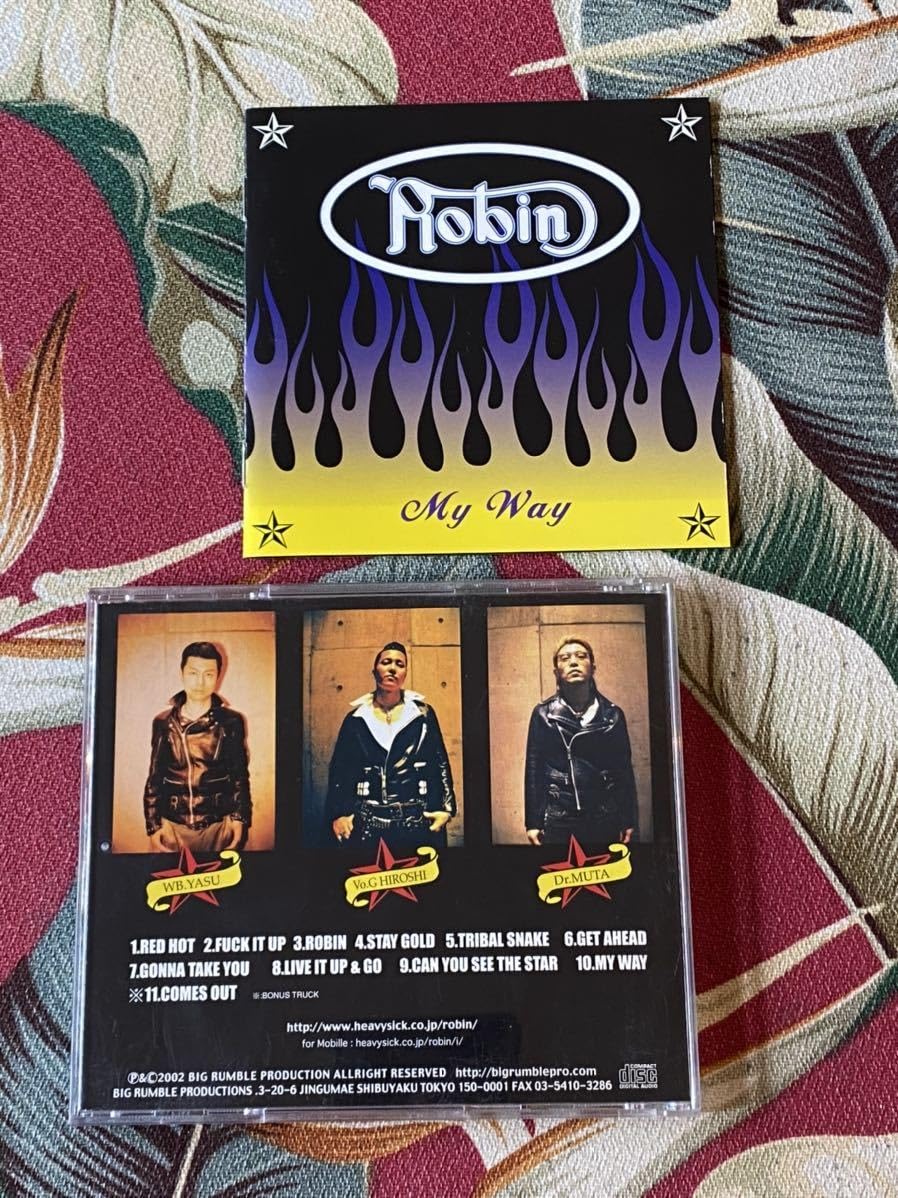 Robin
My Way
WB.YASU
Vo.G HIROSHI
Dr.MUTA
1.RED HOT 2.FUCK IT UP 3.ROBIN 4.STAY GOLD 5.TRIBAL SNAKE 6.GET AHEAD
7.GONNA TAKE YOU 8.LIVE IT UP & GO 9.CAN YOU SEE THE STAR 10.MY WAY
※11.COMES OUT ※:BONUS TRUCK
http://www.heavysick.co.jp/robin/
for Mobille : heavysick.co.jp/robin/i/
℗&©2002 BIG RUMBLE PRODUCTION ALLRIGHT RESERVED http://bigrumblepro.com/
BIG RUMBLE PRODUCTIONS .3-20-6 JINGUMAE SHIBUYAKU TOKYO 150-0001 FAX 03-5410-3286
COMPACT
disc
DIGITAL AUDIO